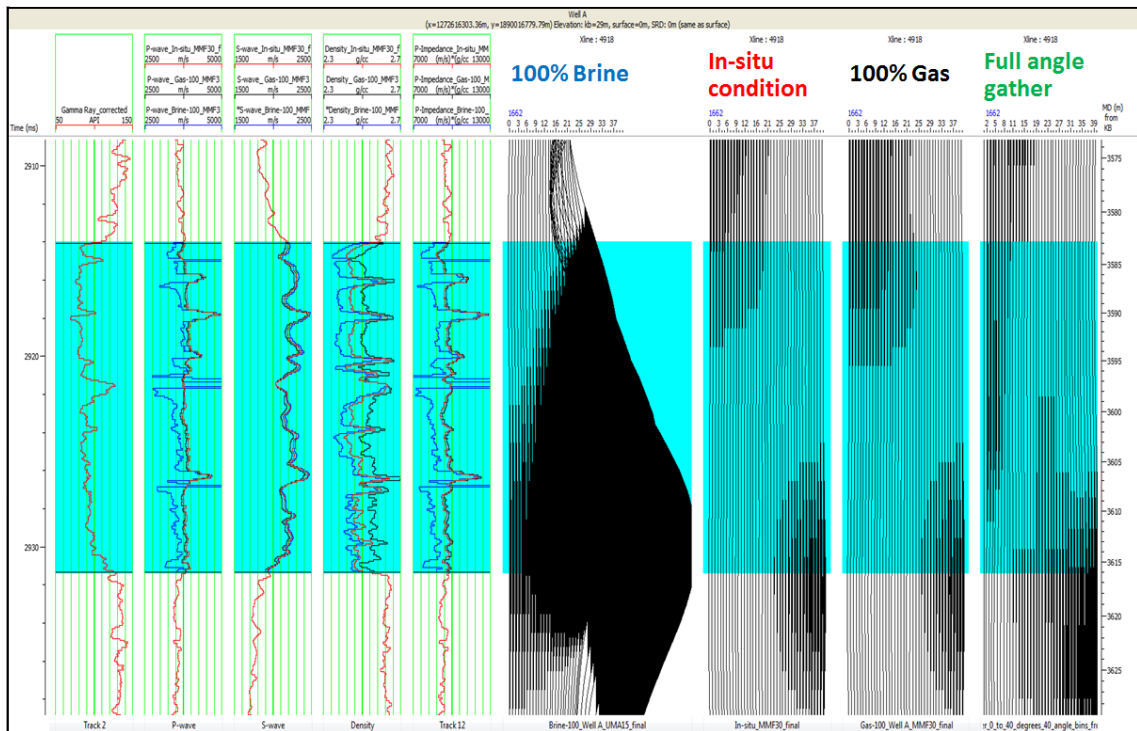 Well A
(x=1272616303.36m, y=1890016779.79m) Elevation: kb=29m, surface=0m, SRD: 0m (same as surface)
Xline : 4918 Xline : 4918 Xline : 4918 Xline : 4918
100% Brine
In-situ
condition
100% Gas
Full angle
gather
P-wave_In-situ_MMF30_f S-wave_In-situ_MMF30_f Density_In-situ_MMF30_f P-Impedance_In-situ_MM
2500 m/s 5000 1500 m/s 2500 2.3 g/cc 2.7 7000 (m/s)*(g/cc 13000
P-wave_Gas-100_MMF3 S-wave_Gas-100_MMF3 Density_Gas-100_MMF3 P-Impedance_Gas-100_M
2500 m/s 5000 1500 m/s 2500 2.3 g/cc 2.7 7000 (m/s)*(g/cc 13000
Gamma Ray_corrected P-wave_Brine-100_MMF3 *S-wave_Brine-100_MMF *Density_Brine-100_MMF P-Impedance_Brine-100_
50 API 150 2500 m/s 5000 1500 m/s 2500 2.3 g/cc 2.7 7000 (m/s)*(g/cc 13000
1662 1662 1662 1662
MD (m)
from
KB
Time (ms) 0 3 6 9 12 17 21 25 29 33 37 0 3 6 9 12 16 21 25 29 33 37 0 3 6 9 12 16 21 25 29 33 37 2 5 8 11 15 19 23 27 31 35 39
2910
2920
2930
3575
3580
3585
3590
3595
3600
3605
3610
3615
3620
3625
Track 2 P-wave S-wave Density Track 12 Brine-100_Well A_UMA15_final In-situ_MMF30_final Gas-100_Well A_MMF30_final er_0_to_40_degrees_40_angle_bins_fro